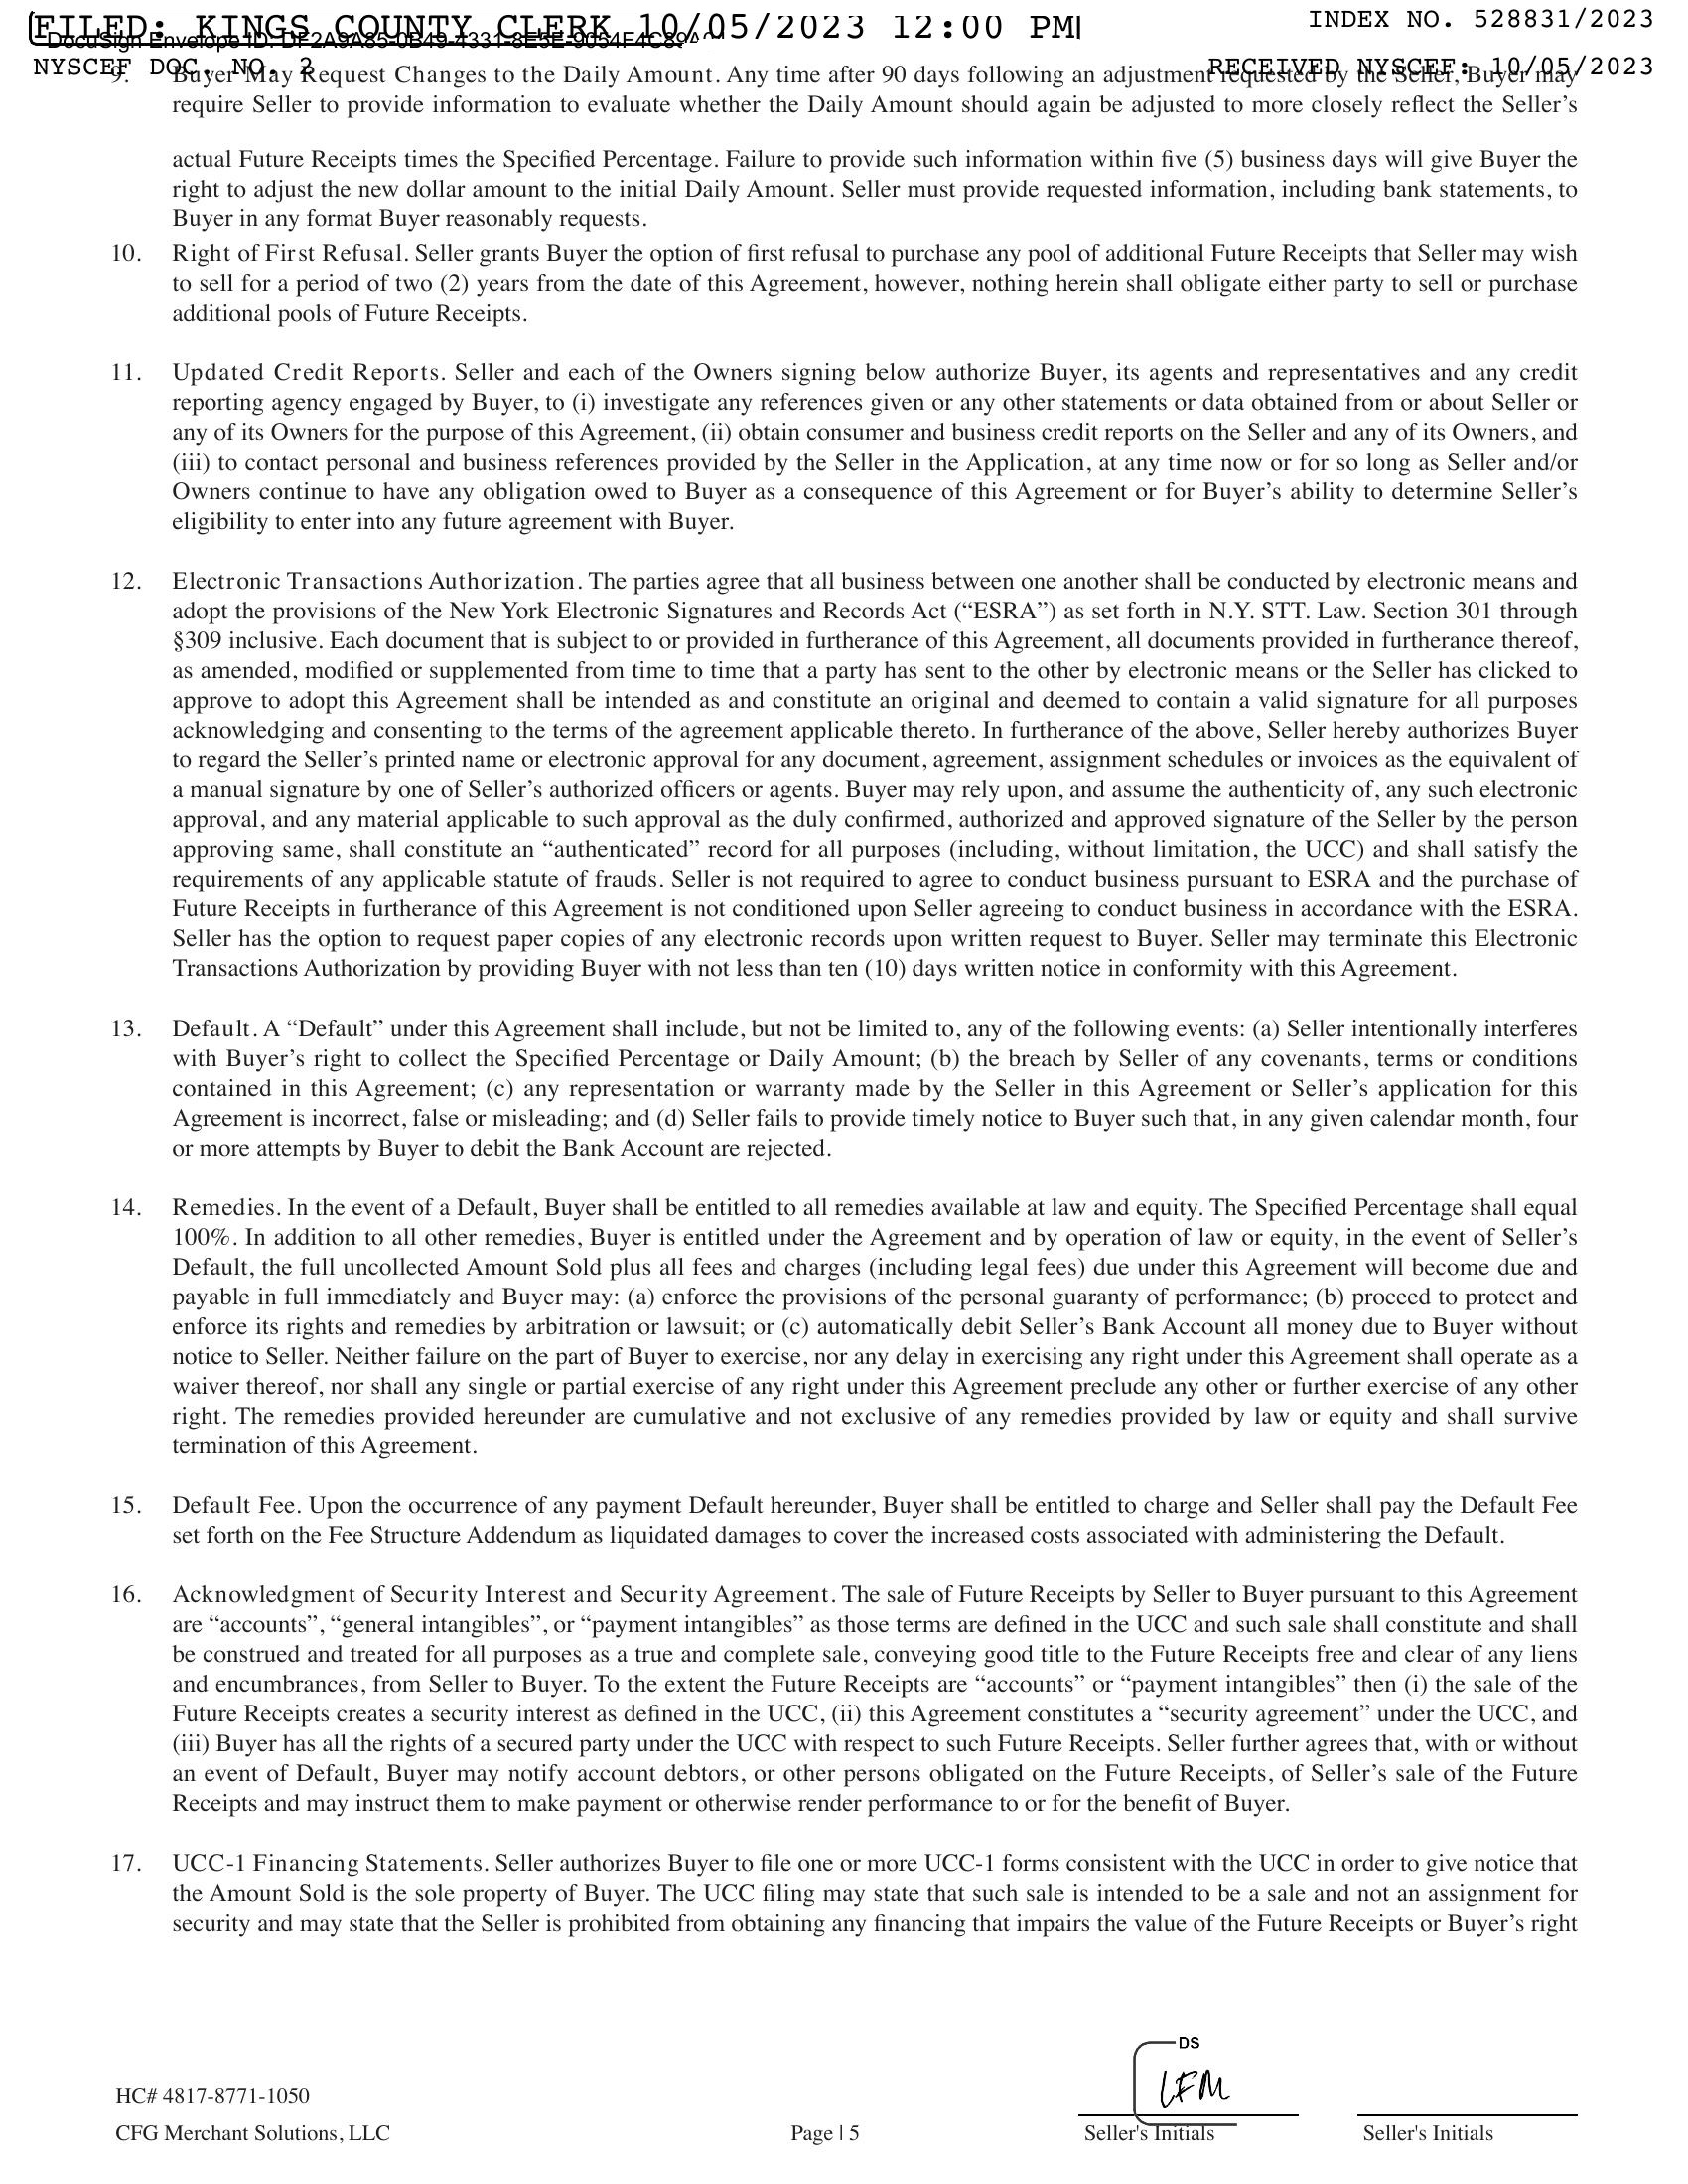 FILED: KINGS COUNTY CLERK 10/05/2023 12:00 PM
INDEX NO. 528831/2023
DocuSign Envelope ID:
NYSCEF DOC. NO. 2
RECEIVED NYSCEF: 10/05/2023
9. Buyer May Request Changes to the Daily Amount. Any time after 90 days following an adjustment requested by the Seller, Buyer may
require Seller to provide information to evaluate whether the Daily Amount should again be adjusted to more closely reflect the Seller’s
actual Future Receipts times the Specified Percentage. Failure to provide such information within five (5) business days will give Buyer the
right to adjust the new dollar amount to the initial Daily Amount. Seller must provide requested information, including bank statements, to
Buyer in any format Buyer reasonably requests.
10. Right of First Refusal. Seller grants Buyer the option of first refusal to purchase any pool of additional Future Receipts that Seller may wish
to sell for a period of two (2) years from the date of this Agreement, however, nothing herein shall obligate either party to sell or purchase
additional pools of Future Receipts.
11. Updated Credit Reports. Seller and each of the Owners signing below authorize Buyer, its agents and representatives and any credit
reporting agency engaged by Buyer, to (i) investigate any references given or any other statements or data obtained from or about Seller or
any of its Owners for the purpose of this Agreement, (ii) obtain consumer and business credit reports on the Seller and any of its Owners, and
(iii) to contact personal and business references provided by the Seller in the Application, at any time now or for so long as Seller and/or
Owners continue to have any obligation owed to Buyer as a consequence of this Agreement or for Buyer’s ability to determine Seller’s
eligibility to enter into any future agreement with Buyer.
12. Electronic Transactions Authorization. The parties agree that all business between one another shall be conducted by electronic means and
adopt the provisions of the New York Electronic Signatures and Records Act (“ESRA”) as set forth in N.Y. STT. Law. Section 301 through
§309 inclusive. Each document that is subject to or provided in furtherance of this Agreement, all documents provided in furtherance thereof,
as amended, modified or supplemented from time to time that a party has sent to the other by electronic means or the Seller has clicked to
approve to adopt this Agreement shall be intended as and constitute an original and deemed to contain a valid signature for all purposes
acknowledging and consenting to the terms of the agreement applicable thereto. In furtherance of the above, Seller hereby authorizes Buyer
to regard the Seller’s printed name or electronic approval for any document, agreement, assignment schedules or invoices as the equivalent of
a manual signature by one of Seller’s authorized officers or agents. Buyer may rely upon, and assume the authenticity of, any such electronic
approval, and any material applicable to such approval as the duly confirmed, authorized and approved signature of the Seller by the person
approving same, shall constitute an “authenticated” record for all purposes (including, without limitation, the UCC) and shall satisfy the
requirements of any applicable statute of frauds. Seller is not required to agree to conduct business pursuant to ESRA and the purchase of
Future Receipts in furtherance of this Agreement is not conditioned upon Seller agreeing to conduct business in accordance with the ESRA.
Seller has the option to request paper copies of any electronic records upon written request to Buyer. Seller may terminate this Electronic
Transactions Authorization by providing Buyer with not less than ten (10) days written notice in conformity with this Agreement.
13. Default. A “Default” under this Agreement shall include, but not be limited to, any of the following events: (a) Seller intentionally interferes
with Buyer’s right to collect the Specified Percentage or Daily Amount; (b) the breach by Seller of any covenants, terms or conditions
contained in this Agreement; (c) any representation or warranty made by the Seller in this Agreement or Seller’s application for this
Agreement is incorrect, false or misleading; and (d) Seller fails to provide timely notice to Buyer such that, in any given calendar month, four
or more attempts by Buyer to debit the Bank Account are rejected.
14. Remedies. In the event of a Default, Buyer shall be entitled to all remedies available at law and equity. The Specified Percentage shall equal
100%. In addition to all other remedies, Buyer is entitled under the Agreement and by operation of law or equity, in the event of Seller’s
Default, the full uncollected Amount Sold plus all fees and charges (including legal fees) due under this Agreement will become due and
payable in full immediately and Buyer may: (a) enforce the provisions of the personal guaranty of performance; (b) proceed to protect and
enforce its rights and remedies by arbitration or lawsuit; or (c) automatically debit Seller’s Bank Account all money due to Buyer without
notice to Seller. Neither failure on the part of Buyer to exercise, nor any delay in exercising any right under this Agreement shall operate as a
waiver thereof, nor shall any single or partial exercise of any right under this Agreement preclude any other or further exercise of any other
right. The remedies provided hereunder are cumulative and not exclusive of any remedies provided by law or equity and shall survive
termination of this Agreement.
15. Default Fee. Upon the occurrence of any payment Default hereunder, Buyer shall be entitled to charge and Seller shall pay the Default Fee
set forth on the Fee Structure Addendum as liquidated damages to cover the increased costs associated with administering the Default.
16. Acknowledgment of Security Interest and Security Agreement. The sale of Future Receipts by Seller to Buyer pursuant to this Agreement
are “accounts”, “general intangibles”, or “payment intangibles” as those terms are defined in the UCC and such sale shall constitute and shall
be construed and treated for all purposes as a true and complete sale, conveying good title to the Future Receipts free and clear of any liens
and encumbrances, from Seller to Buyer. To the extent the Future Receipts are “accounts” or “payment intangibles” then (i) the sale of the
Future Receipts creates a security interest as defined in the UCC, (ii) this Agreement constitutes a “security agreement” under the UCC, and
(iii) Buyer has all the rights of a secured party under the UCC with respect to such Future Receipts. Seller further agrees that, with or without
an event of Default, Buyer may notify account debtors, or other persons obligated on the Future Receipts, of Seller’s sale of the Future
Receipts and may instruct them to make payment or otherwise render performance to or for the benefit of Buyer.
17. UCC-1 Financing Statements. Seller authorizes Buyer to file one or more UCC-1 forms consistent with the UCC in order to give notice that
the Amount Sold is the sole property of Buyer. The UCC filing may state that such sale is intended to be a sale and not an assignment for
security and may state that the Seller is prohibited from obtaining any financing that impairs the value of the Future Receipts or Buyer’s right
DS
LFM
HC# 4817-8771-1050
CFG Merchant Solutions, LLC
Page | 5
Seller's Initials
Seller's Initials